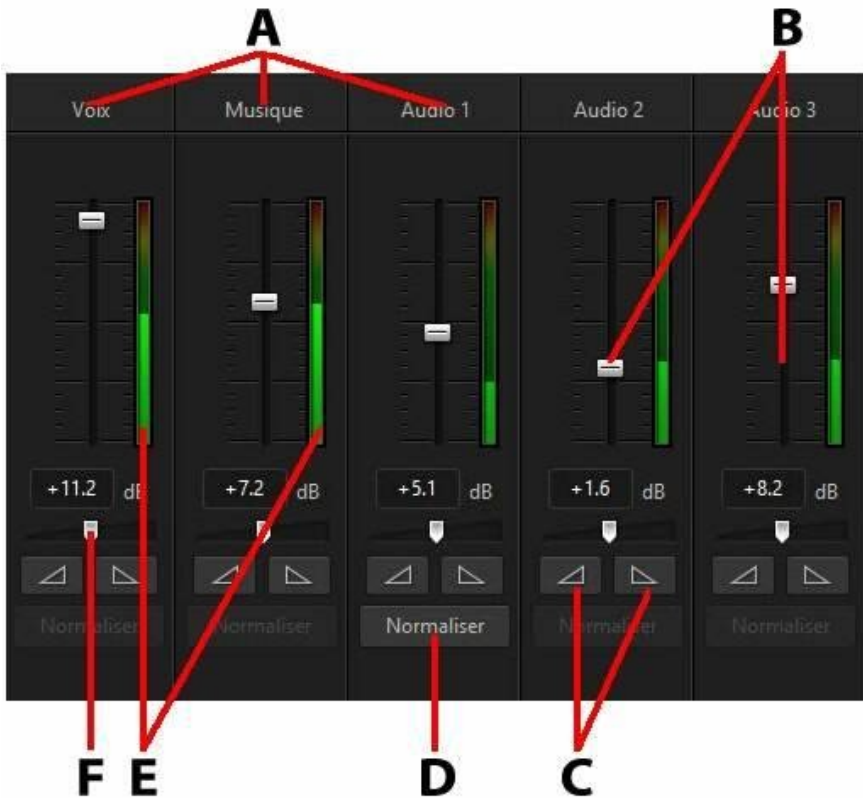 A B
Voix Musique Audio 1 Audio 2 Audio 3
+11.2 dB +7.2 dB +5.1 dB +1.6 dB +8.2 dB
Normaliser Normaliser Normaliser Normaliser Normaliser
F E D C